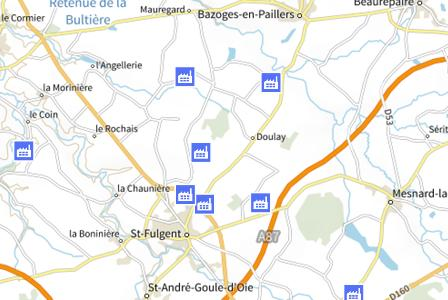 Retenue de la
Bultière
le Cormier
Mauregard
Bazoges-en-Paillers
Beaurepaire
l'Angellerie
la Morinière
le Coin
le Rochais
Doulay
D53
la Chaunière
Mesnard-la
la Boninière
St-Fulgent
A87
St-André-Goule-d'Oie
D160